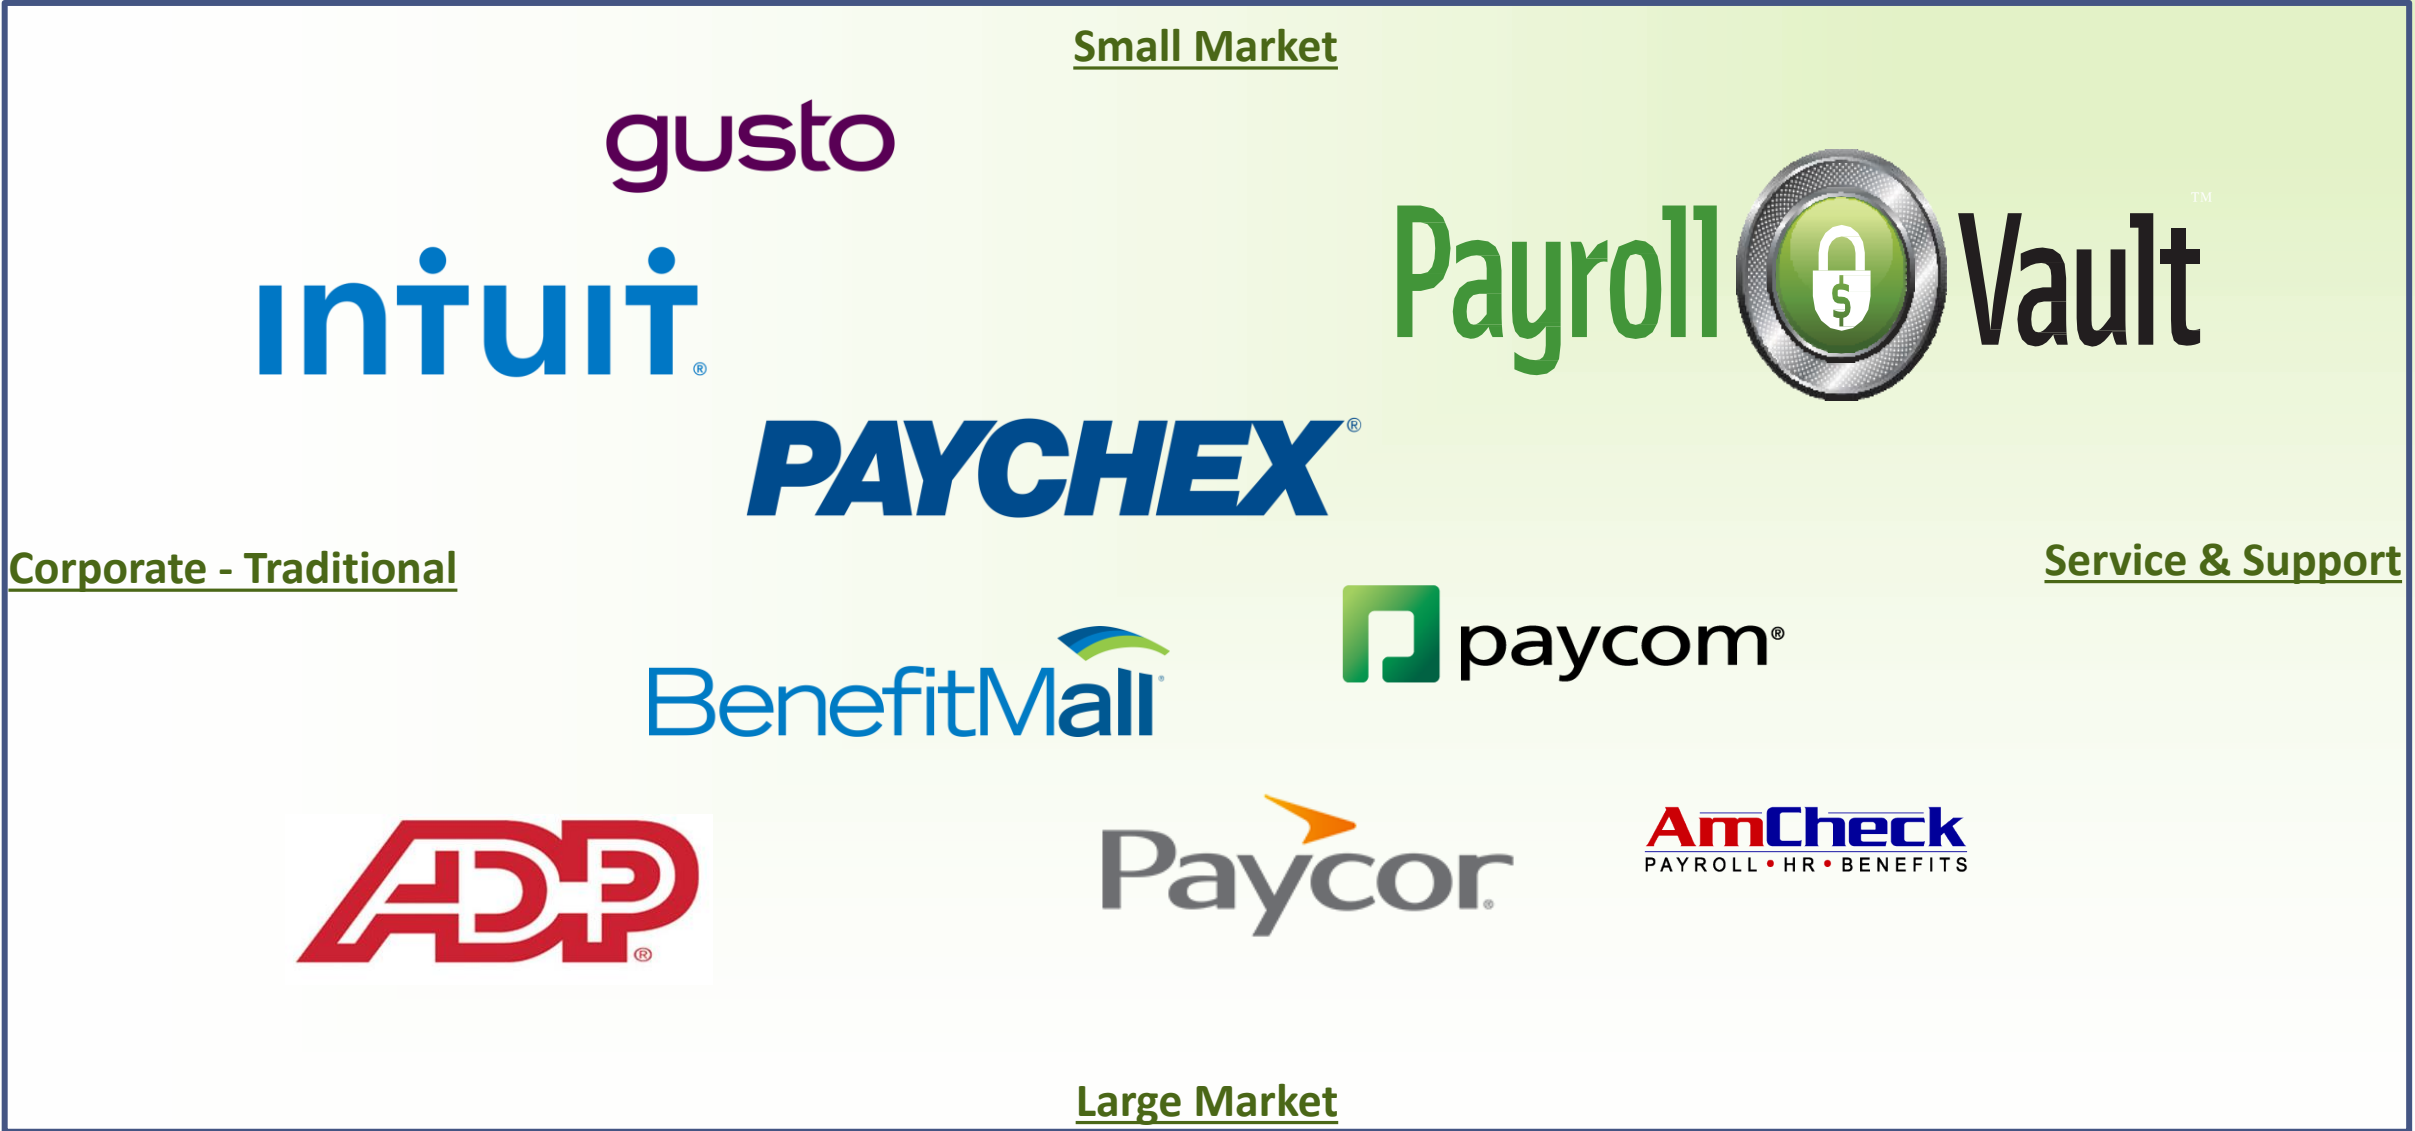 Small Market
gusto
Payroll $ Vault™
intuit®
PAYCHEX®
Corporate - Traditional
Service & Support
paycom®
BenefitMall®
ADP®
Paycor®
AmCheck
PAYROLL • HR • BENEFITS
Large Market